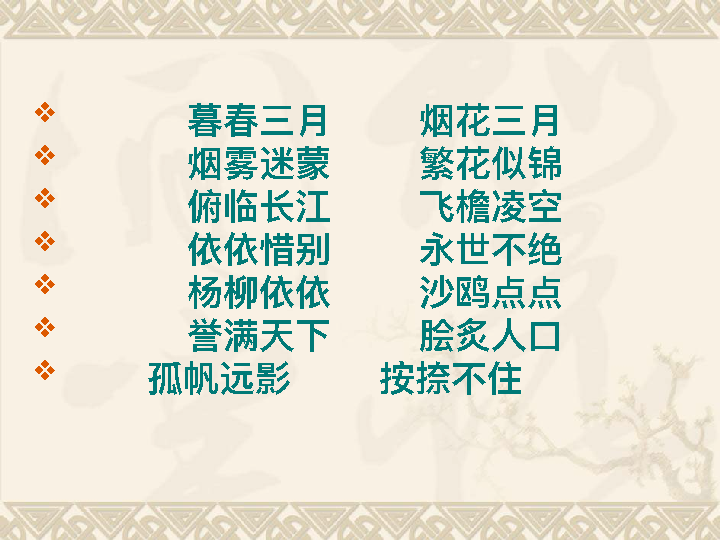 暮春三月 烟花三月
烟雾迷蒙 繁花似锦
俯临长江 飞檐凌空
依依惜别 永世不绝
杨柳依依 沙鸥点点
誉满天下 脍炙人口
孤帆远影 按捺不住